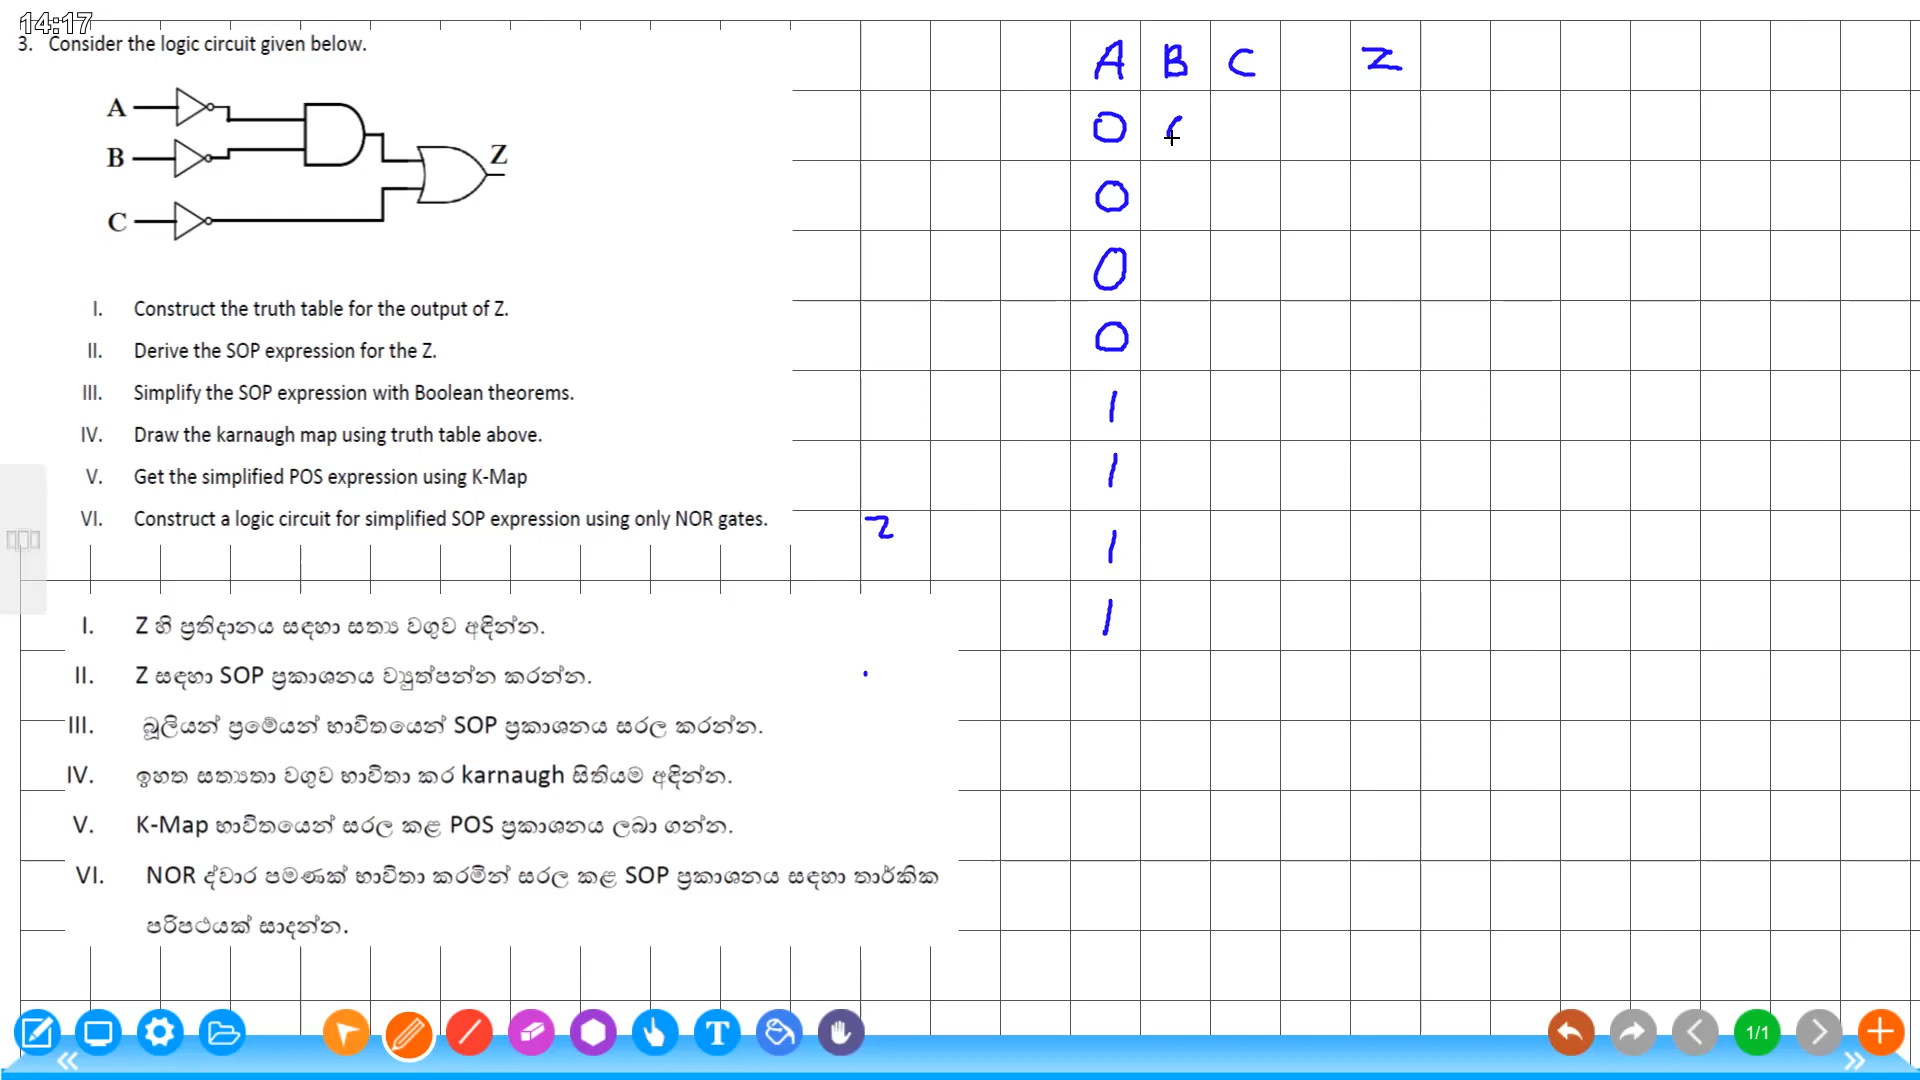 14:17
3. Consider the logic circuit given below.
A
B
C
Z
I. Construct the truth table for the output of Z.
II. Derive the SOP expression for the Z.
III. Simplify the SOP expression with Boolean theorems.
IV. Draw the karnaugh map using truth table above.
V. Get the simplified POS expression using K-Map
VI. Construct a logic circuit for simplified SOP expression using only NOR gates.
I. Z හි ප්‍රතිදානය සඳහා සත්‍ය වගුව අඳින්න.
II. Z සඳහා SOP ප්‍රකාශනය ව්‍යුත්පන්න කරන්න.
III. බූලියන් ප්‍රමේයන් භාවිතයෙන් SOP ප්‍රකාශනය සරල කරන්න.
IV. ඉහත සත්‍යතා වගුව භාවිතා කර karnaugh සිතියම අඳින්න.
V. K-Map භාවිතයෙන් සරල කළ POS ප්‍රකාශනය ලබා ගන්න.
VI. NOR ද්වාර පමණක් භාවිතා කරමින් සරල කළ SOP ප්‍රකාශනය සඳහා තාර්කික
පරිපථයක් සාදන්න.
A B C Z
0
0
0
0
1
1
1
1
T
1/1